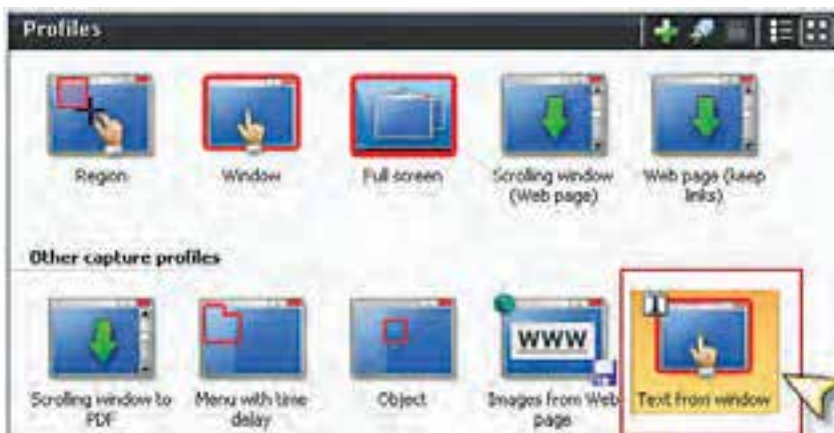 Profiles
Region
Window
Full screen
Scrolling window
(Web page)
Web page (keep
links)
Other capture profiles
Scrolling window to
PDF
Menu with time
delay
Object
WWW
Images from Web
page
Text from window